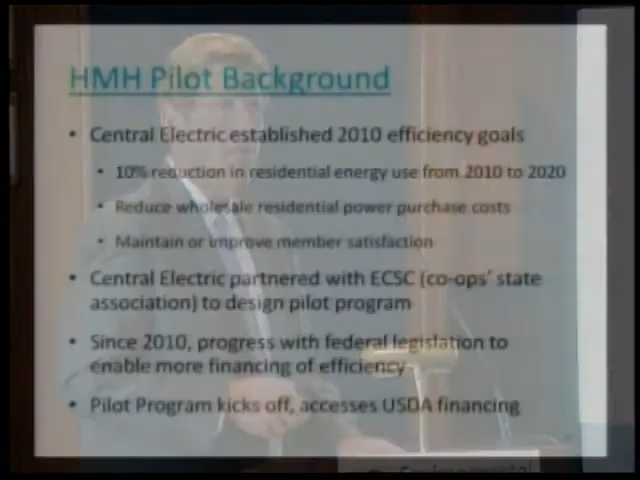 HMH Pilot Background
• Central Electric established 2010 efficiency goals
• 10% reduction in residential energy use from 2010 to 2020
• Reduce wholesale residential power purchase costs
• Maintain or improve member satisfaction
• Central Electric partnered with ECSC (co-ops' state
association) to design pilot program
• Since 2010, progress with federal legislation to
enable more financing of efficiency
• Pilot Program kicks off, accesses USDA financing
Environmental